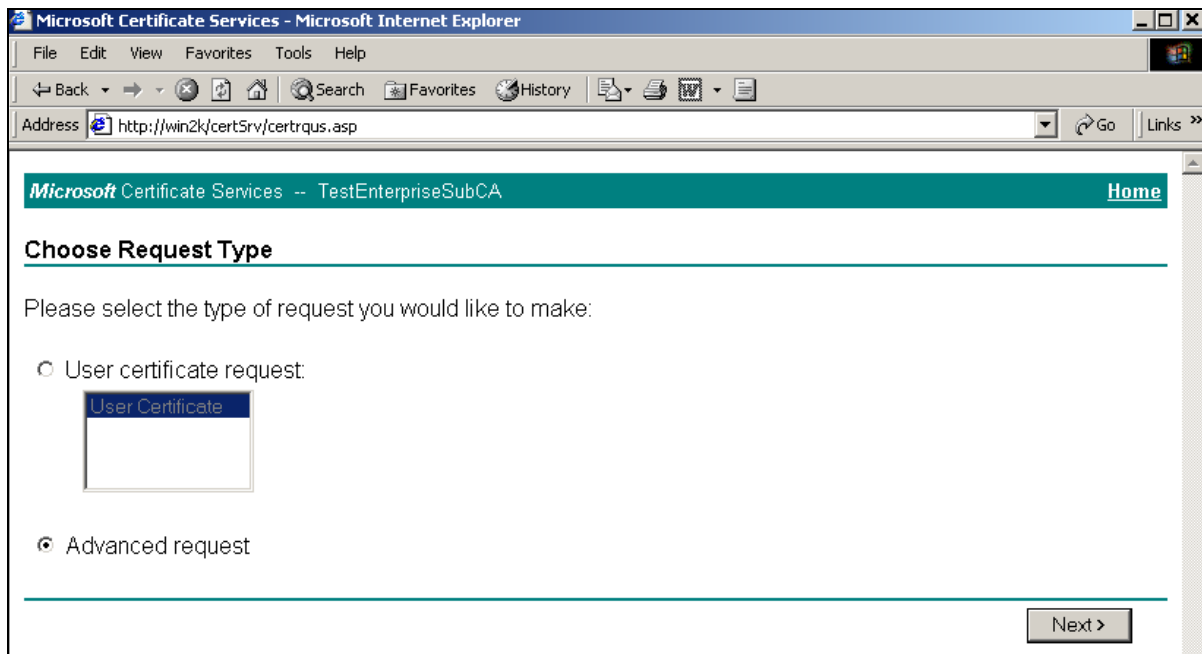 Microsoft Certificate Services - Microsoft Internet Explorer
File Edit View Favorites Tools Help
Back Search Favorites History
Address http://win2k/certSrv/certrqus.asp Go Links »
Microsoft Certificate Services -- TestEnterpriseSubCA Home
Choose Request Type
Please select the type of request you would like to make:
User certificate request:
User Certificate
Advanced request
Next >